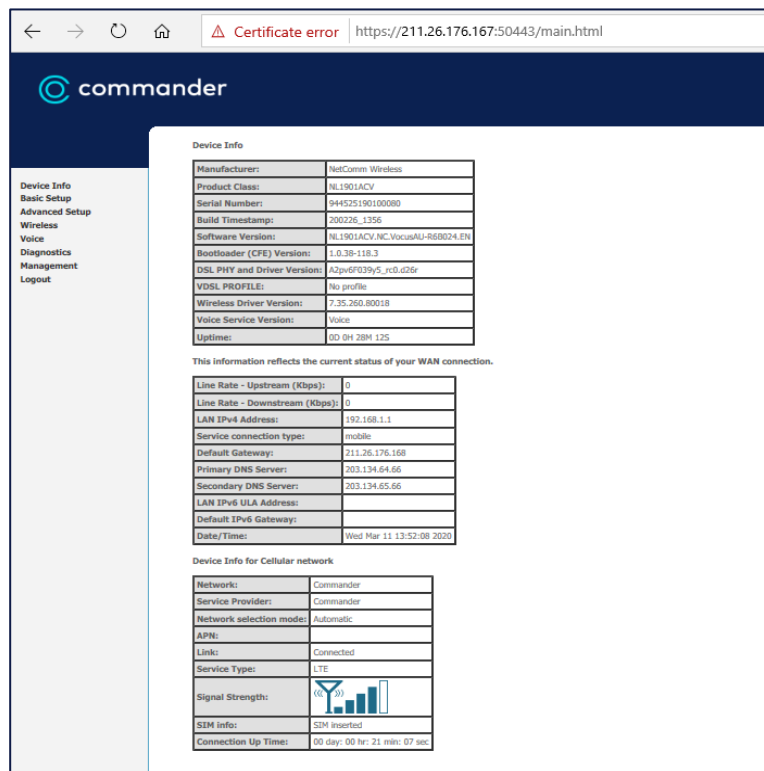 Certificate error https://211.26.176.167:50443/main.html
commander
Device Info
Basic Setup
Advanced Setup
Wireless
Voice
Diagnostics
Management
Logout
Device Info
Manufacturer: NetComm Wireless
Product Class: NL1901ACV
Serial Number: 944525190100080
Build Timestamp: 200226_1356
Software Version: NL1901ACV.NC.VocusAU-R6B024.EN
Bootloader (CFE) Version: 1.0.38-118.3
DSL PHY and Driver Version: A2pv6F039y5_rc0.d26r
VDSL PROFILE: No profile
Wireless Driver Version: 7.35.260.80018
Voice Service Version: Voice
Uptime: 0D 0H 28M 12S
This information reflects the current status of your WAN connection.
Line Rate - Upstream (Kbps): 0
Line Rate - Downstream (Kbps): 0
LAN IPv4 Address: 192.168.1.1
Service connection type: mobile
Default Gateway: 211.26.176.168
Primary DNS Server: 203.134.64.66
Secondary DNS Server: 203.134.65.66
LAN IPv6 ULA Address:
Default IPv6 Gateway:
Date/Time: Wed Mar 11 13:52:08 2020
Device Info for Cellular network
Network: Commander
Service Provider: Commander
Network selection mode: Automatic
APN:
Link: Connected
Service Type: LTE
Signal Strength:
SIM info: SIM inserted
Connection Up Time: 00 day: 00 hr: 21 min: 07 sec